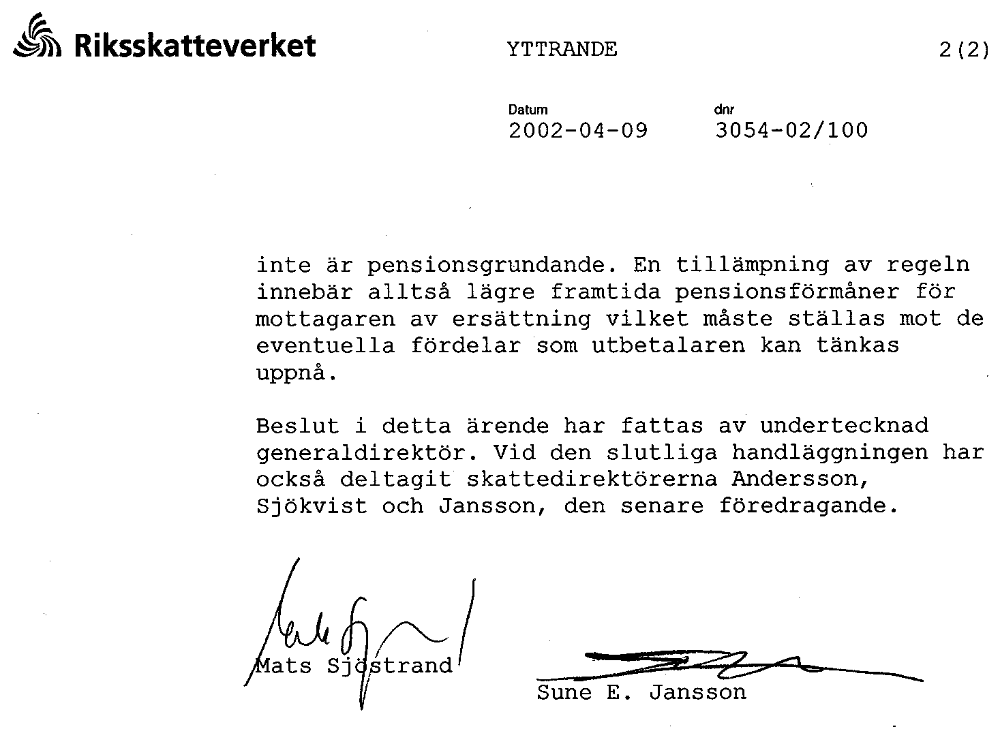 Riksskatteverket YTTRANDE 2(2)
Datum dnr
2002-04-09 3054-02/100
inte är pensionsgrundande. En tillämpning av regeln
innebär alltså lägre framtida pensionsförmåner för
mottagaren av ersättning vilket måste ställas mot de
eventuella fördelar som utbetalaren kan tänkas
uppnå.
Beslut i detta ärende har fattas av undertecknad
generaldirektör. Vid den slutliga handläggningen har
också deltagit skattedirektörerna Andersson,
Sjökvist och Jansson, den senare föredragande.
Mats Sjöstrand
Sune E. Jansson